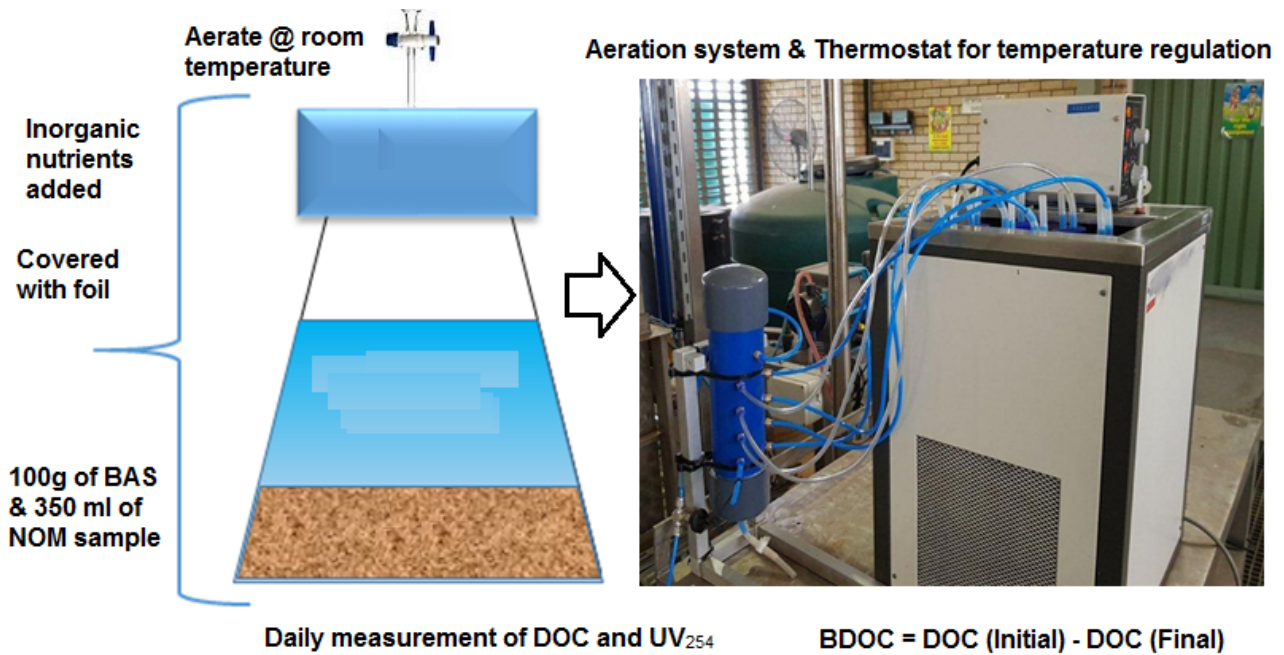 Aerate @ room
temperature
Aeration system & Thermostat for temperature regulation
Inorganic
nutrients
added
Covered
with foil
100g of BAS
& 350 ml of
NOM sample
Daily measurement of DOC and UV₂₅₄
BDOC = DOC (Initial) - DOC (Final)